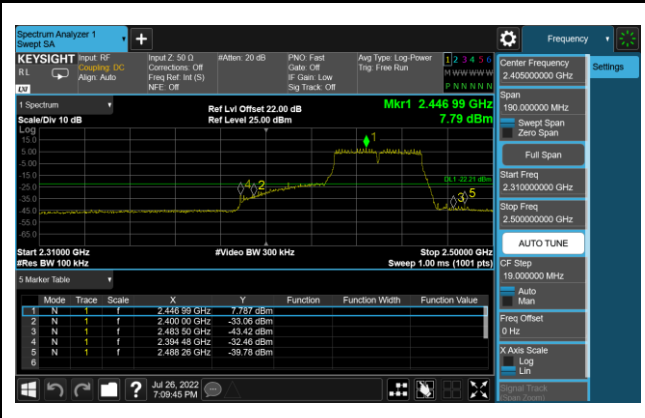 Spectrum Analyzer 1
Swept SA
Frequency
KEYSIGHT
RL
LXI
Input: RF
Coupling: DC
Align: Auto
Input Z: 50 Ω
Corrections: Off
Freq Ref: Int (S)
NFE: Off
#Atten: 20 dB
PNO: Fast
Gate: Off
IF Gain: Low
Sig Track: Off
Avg Type: Log-Power
Trig: Free Run
1 2 3 4 5 6
M W W W W W
P N N N N N
Center Frequency
2.405000000 GHz
Settings
Span
190.000000 MHz
Swept Span
Zero Span
Full Span
Start Freq
2.310000000 GHz
Stop Freq
2.500000000 GHz
AUTO TUNE
CF Step
19.000000 MHz
Auto
Man
Freq Offset
0 Hz
X Axis Scale
Log
Lin
Signal Track
(Span Zoom)
1 Spectrum
Scale/Div 10 dB
Log
Ref Lvl Offset 22.00 dB
Ref Level 25.00 dBm
Mkr1 2.446 99 GHz
7.79 dBm
15.0
5.00
-5.00
-15.0
-25.0
-35.0
-45.0
-55.0
-65.0
1
DL1 -22.21 dBm
4
2
3
5
Start 2.31000 GHz
#Res BW 100 kHz
#Video BW 300 kHz
Stop 2.50000 GHz
Sweep 1.00 ms (1001 pts)
5 Marker Table
Mode Trace Scale X Y Function Function Width Function Value
1 N 1 f 2.446 99 GHz 7.787 dBm
2 N 1 f 2.400 00 GHz -33.06 dBm
3 N 1 f 2.483 50 GHz -43.42 dBm
4 N 1 f 2.394 48 GHz -32.46 dBm
5 N 1 f 2.488 26 GHz -39.78 dBm
6
?
Jul 26, 2022
7:09:45 PM